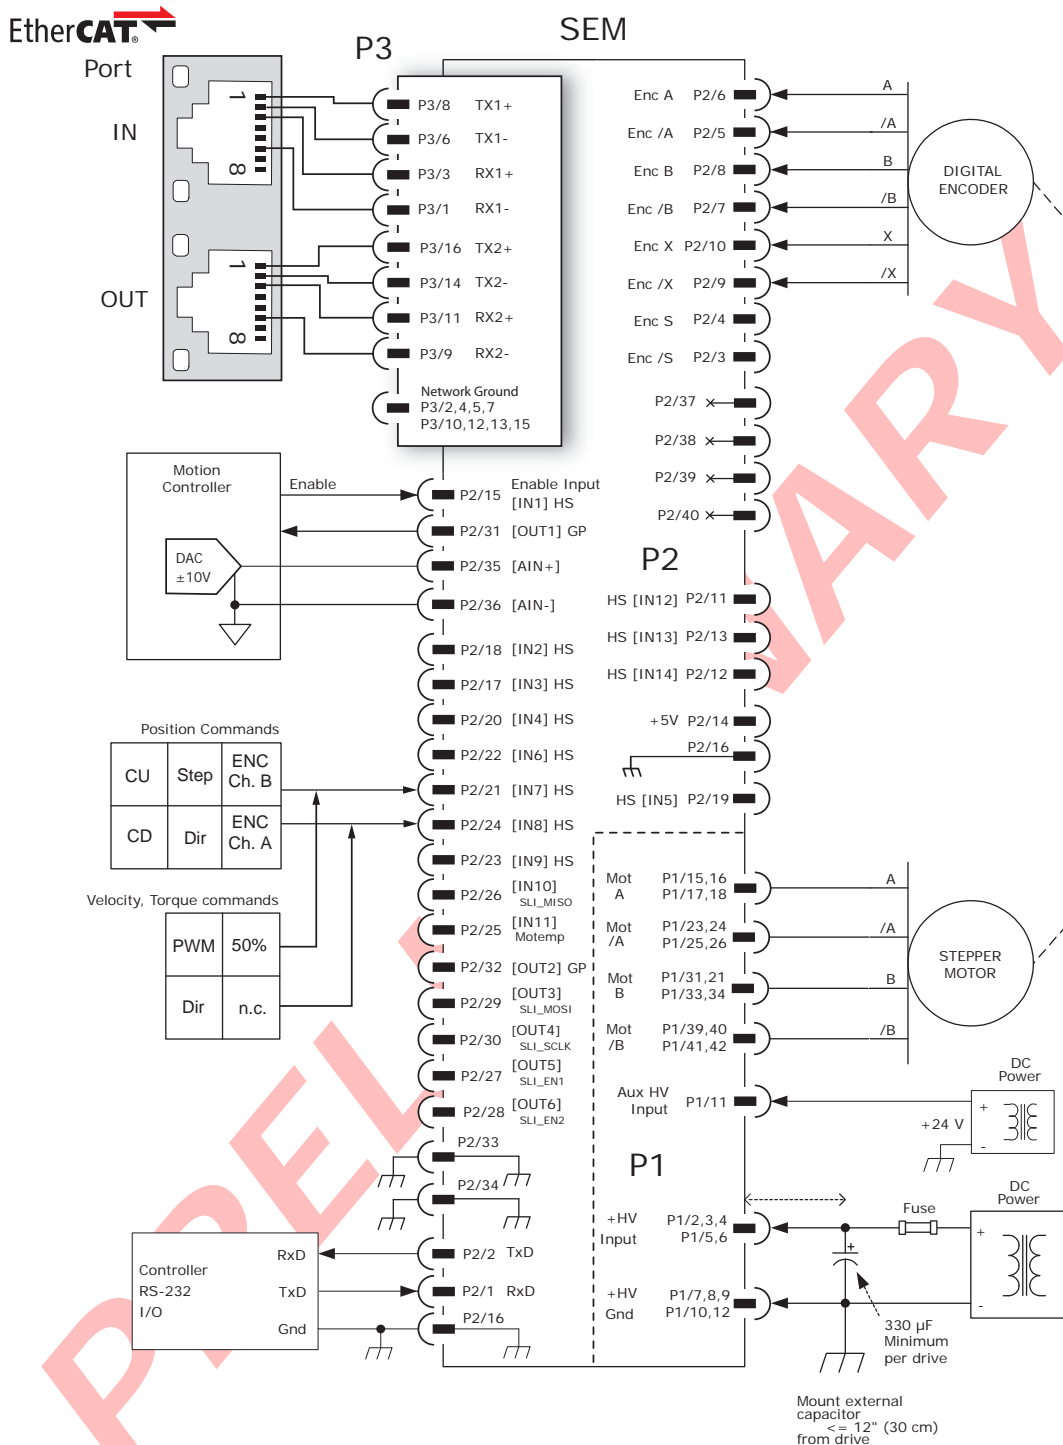 EtherCAT®
Port
P3
SEM
IN
1
8
OUT
1
8
P3/8 TX1+
P3/6 TX1-
P3/3 RX1+
P3/1 RX1-
P3/16 TX2+
P3/14 TX2-
P3/11 RX2+
P3/9 RX2-
Network Ground
P3/2,4,5,7
P3/10,12,13,15
Enc A P2/6
Enc /A P2/5
Enc B P2/8
Enc /B P2/7
Enc X P2/10
Enc /X P2/9
Enc S P2/4
Enc /S P2/3
P2/37
P2/38
P2/39
P2/40
A
/A
B
/B
X
/X
DIGITAL
ENCODER
Motion
Controller
Enable
DAC
±10V
P2/15 Enable Input
[IN1] HS
P2/31 [OUT1] GP
P2/35 [AIN+]
P2/36 [AIN-]
P2/18 [IN2] HS
P2/17 [IN3] HS
P2/20 [IN4] HS
P2/22 [IN6] HS
P2/21 [IN7] HS
P2/24 [IN8] HS
P2/23 [IN9] HS
P2/26 [IN10]
SLI_MISO
P2/25 [IN11]
Motemp
P2/32 [OUT2] GP
P2/29 [OUT3]
SLI_MOSI
P2/30 [OUT4]
SLI_SCLK
P2/27 [OUT5]
SLI_EN1
P2/28 [OUT6]
SLI_EN2
P2/33
P2/34
P2/2 TxD
P2/1 RxD
P2/16
Position Commands
CU Step ENC
Ch. B
CD Dir ENC
Ch. A
Velocity, Torque commands
PWM 50%
Dir n.c.
Controller
RS-232
I/O
RxD
TxD
Gnd
P2
HS [IN12] P2/11
HS [IN13] P2/13
HS [IN14] P2/12
+5V P2/14
P2/16
HS [IN5] P2/19
Mot
A
P1/15,16
P1/17,18
Mot
/A
P1/23,24
P1/25,26
Mot
B
P1/31,21
P1/33,34
Mot
/B
P1/39,40
P1/41,42
A
/A
B
/B
STEPPER
MOTOR
Aux HV
Input
P1/11
DC
Power
+24 V
+
-
P1
+HV
Input
P1/2,3,4
P1/5,6
Fuse
DC
Power
+
-
+HV
Gnd
P1/7,8,9
P1/10,12
+
330 µF
Minimum
per drive
Mount external
capacitor
<= 12" (30 cm)
from drive
PRELIMINARY